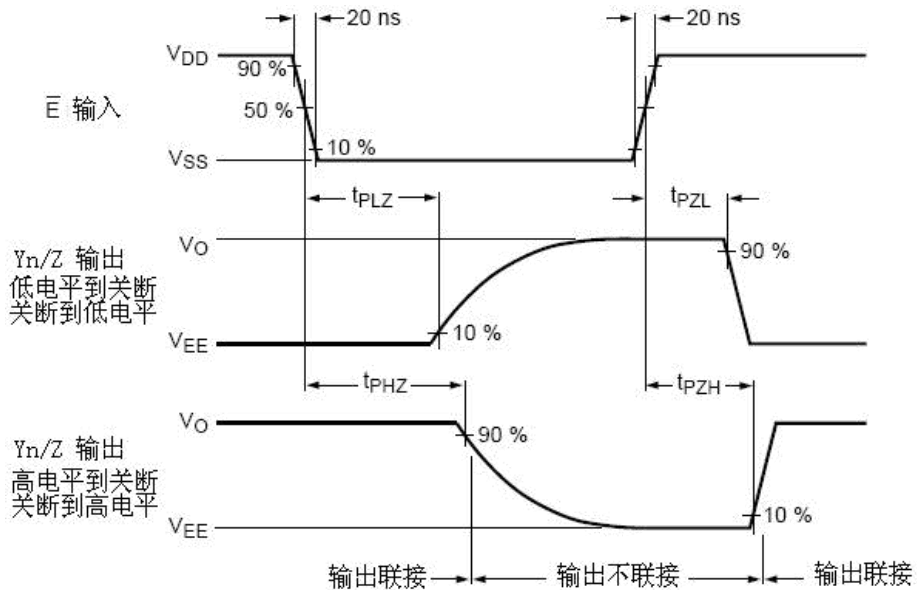 20 ns
20 ns
VDD
90 %
Ē 输入
50 %
10 %
VSS
tPLZ
tPZL
VO
Yn/Z 输出
低电平到关断
关断到低电平
90 %
10 %
VEE
tPHZ
tPZH
VO
Yn/Z 输出
高电平到关断
关断到高电平
90 %
10 %
VEE
输出联接
输出不联接
输出联接